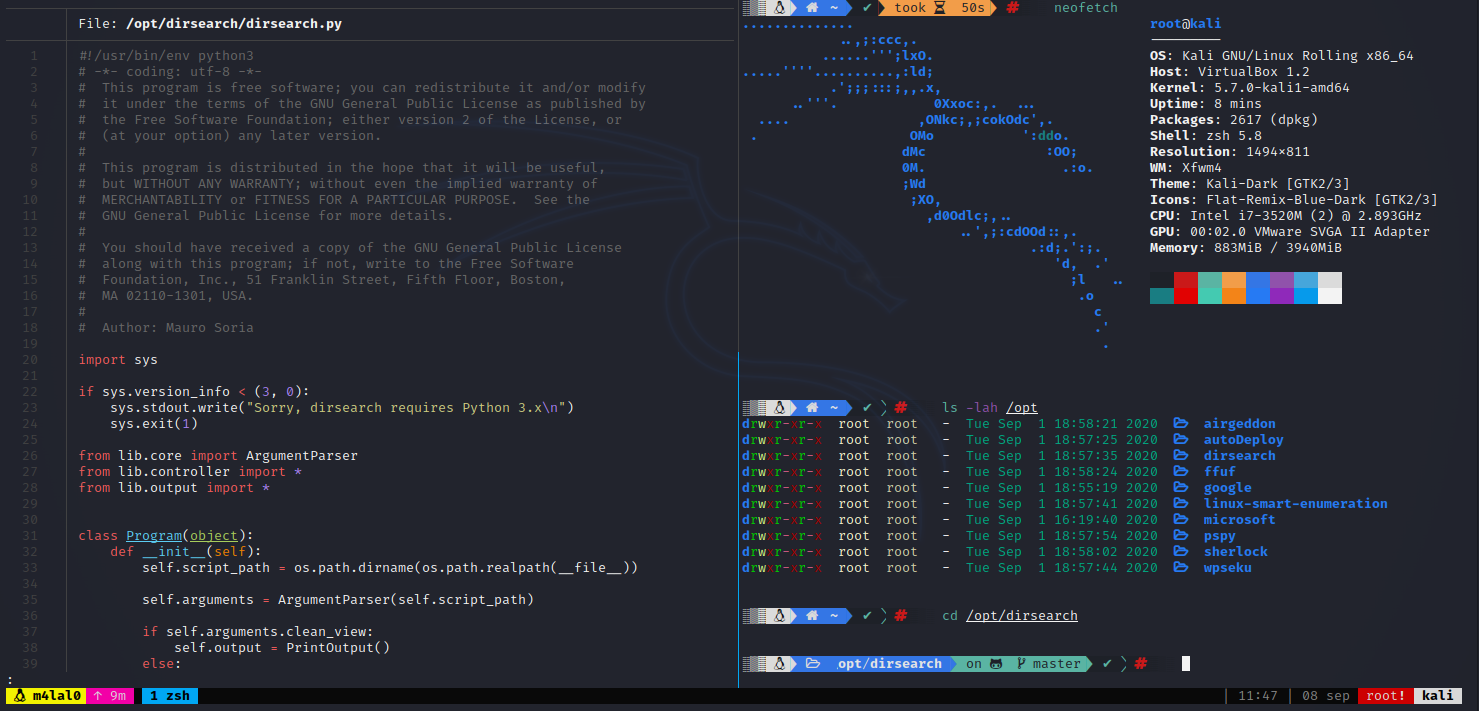 File: /opt/dirsearch/dirsearch.py
1 #!/usr/bin/env python3
2 # -*- coding: utf-8 -*-
3 #  This program is free software; you can redistribute it and/or modify
4 #  it under the terms of the GNU General Public License as published by
5 #  the Free Software Foundation; either version 2 of the License, or
6 #  (at your option) any later version.
7 #
8 #  This program is distributed in the hope that it will be useful,
9 #  but WITHOUT ANY WARRANTY; without even the implied warranty of
10 #  MERCHANTABILITY or FITNESS FOR A PARTICULAR PURPOSE.  See the
11 #  GNU General Public License for more details.
12 #
13 #  You should have received a copy of the GNU General Public License
14 #  along with this program; if not, write to the Free Software
15 #  Foundation, Inc., 51 Franklin Street, Fifth Floor, Boston,
16 #  MA 02110-1301, USA.
17 #
18 #  Author: Mauro Soria
19
20 import sys
21
22 if sys.version_info < (3, 0):
23     sys.stdout.write("Sorry, dirsearch requires Python 3.x\n")
24     sys.exit(1)
25
26 from lib.core import ArgumentParser
27 from lib.controller import *
28 from lib.output import *
29
30
31 class Program(object):
32     def __init__(self):
33         self.script_path = os.path.dirname(os.path.realpath(__file__))
34
35         self.arguments = ArgumentParser(self.script_path)
36
37         if self.arguments.clean_view:
38             self.output = PrintOutput()
39         else:
:
~ ✔ took 50s # neofetch
..............
..,;:ccc,.
......''';lxO.
.....''''..........,:ld;
.';;;:::;,,.x,
..'''.            0Xxoc:,.  ...
....                ,ONkc;,;cokOdc',.
.                   OMo           ':ddo.
dMc               :OO;
0M.                 .:o.
;Wd
;XO,
,d0Odlc;,..
..',;:cdOOd::,.
.:d;.':;.
'd,  .'
;l   ..
.o
c
.'
.
root@kali
OS: Kali GNU/Linux Rolling x86_64
Host: VirtualBox 1.2
Kernel: 5.7.0-kali1-amd64
Uptime: 8 mins
Packages: 2617 (dpkg)
Shell: zsh 5.8
Resolution: 1494×811
WM: Xfwm4
Theme: Kali-Dark [GTK2/3]
Icons: Flat-Remix-Blue-Dark [GTK2/3]
CPU: Intel i7-3520M (2) @ 2.893GHz
GPU: 00:02.0 VMware SVGA II Adapter
Memory: 883MiB / 3940MiB
~ ✔ # ls -lah /opt
drwxr-xr-x  root  root   -  Tue Sep  1 18:58:21 2020  airgeddon
drwxr-xr-x  root  root   -  Tue Sep  1 18:57:25 2020  autoDeploy
drwxr-xr-x  root  root   -  Tue Sep  1 18:57:35 2020  dirsearch
drwxr-xr-x  root  root   -  Tue Sep  1 18:58:24 2020  ffuf
drwxr-xr-x  root  root   -  Tue Sep  1 18:55:19 2020  google
drwxr-xr-x  root  root   -  Tue Sep  1 18:57:41 2020  linux-smart-enumeration
drwxr-xr-x  root  root   -  Tue Sep  1 16:19:40 2020  microsoft
drwxr-xr-x  root  root   -  Tue Sep  1 18:57:54 2020  pspy
drwxr-xr-x  root  root   -  Tue Sep  1 18:58:02 2020  sherlock
drwxr-xr-x  root  root   -  Tue Sep  1 18:57:44 2020  wpseku
~ ✔ # cd /opt/dirsearch
/opt/dirsearch on master ✔ #
m4lal0 ↑ 9m 1 zsh | 11:47 | 08 sep root! kali